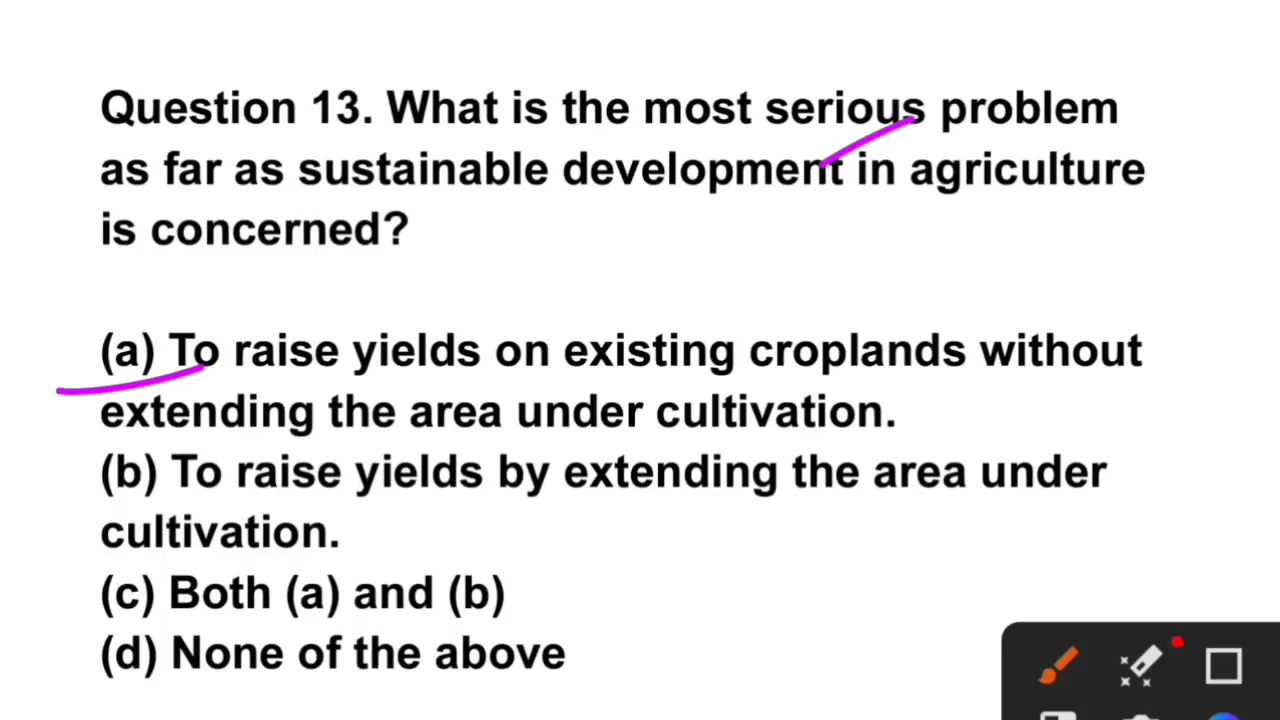 Question 13. What is the most serious problem
as far as sustainable development in agriculture
is concerned?
(a) To raise yields on existing croplands without
extending the area under cultivation.
(b) To raise yields by extending the area under
cultivation.
(c) Both (a) and (b)
(d) None of the above